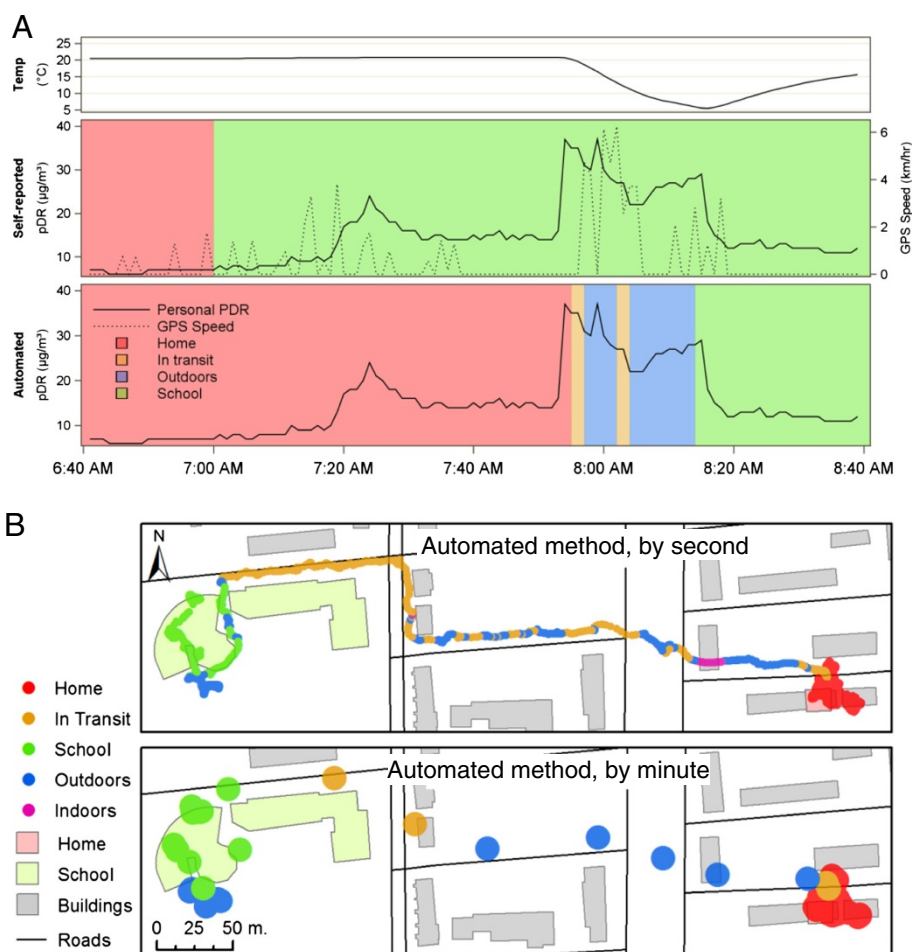 A
Temp
(°C)
25
20
15
10
5
Self-reported
pDR (µg/m³)
40
30
20
10
6
4
2
0
GPS Speed (km/hr)
Automated
pDR (µg/m³)
40
30
20
10
Personal PDR
GPS Speed
Home
In transit
Outdoors
School
6:40 AM 7:00 AM 7:20 AM 7:40 AM 8:00 AM 8:20 AM 8:40 AM
B
N
Automated method, by second
Home
In Transit
School
Outdoors
Indoors
Home
School
Buildings
Roads
Automated method, by minute
0 25 50 m.